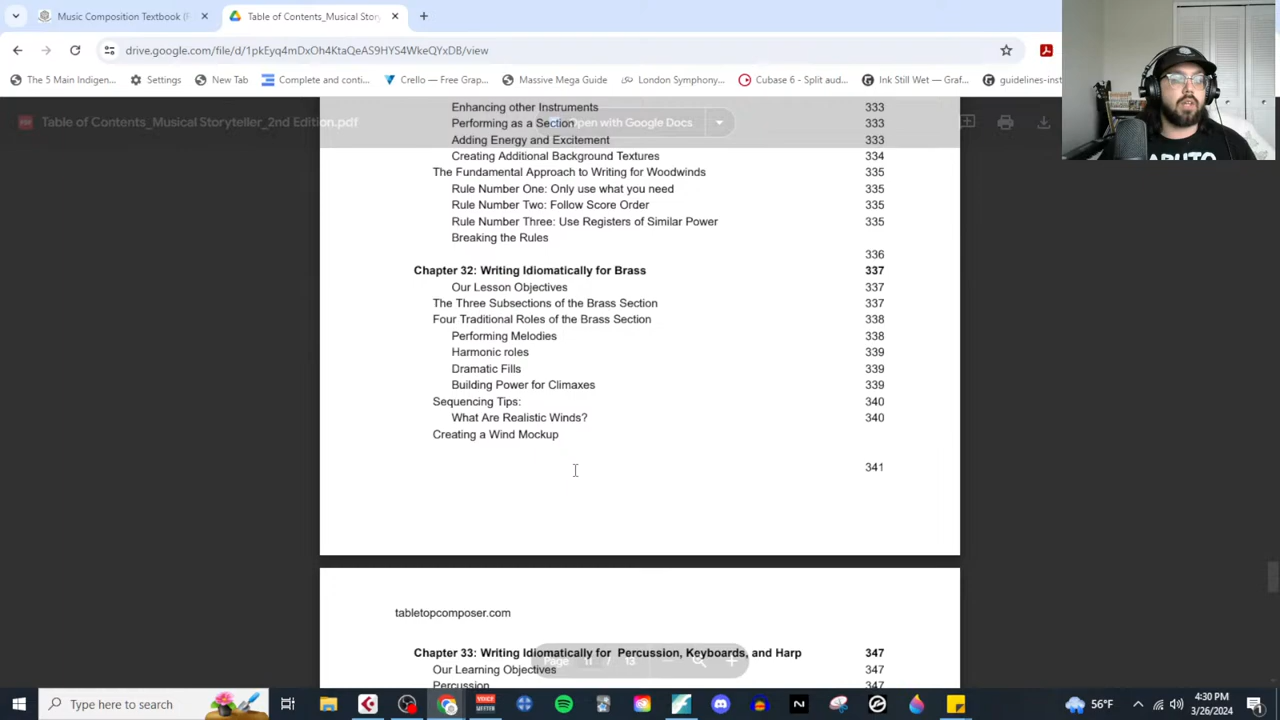 Music Composition Textbook (F
Table of Contents_Musical Story
drive.google.com/file/d/1pkEyq4mDxOh4KtaQeAS9HYS4WkeQYxDB/view
The 5 Main Indigen...
Settings
New Tab
Complete and conti...
Crello — Free Grap...
Massive Mega Guide
London Symphony...
Cubase 6 - Split aud...
Ink Still Wet — Graf...
guidelines-inst
Table of Contents_Musical Storyteller_2nd Edition.pdf
Open with Google Docs
Enhancing other Instruments 333
Performing as a Section 333
Adding Energy and Excitement 333
Creating Additional Background Textures 334
The Fundamental Approach to Writing for Woodwinds 335
Rule Number One: Only use what you need 335
Rule Number Two: Follow Score Order 335
Rule Number Three: Use Registers of Similar Power 335
Breaking the Rules
336
Chapter 32: Writing Idiomatically for Brass 337
Our Lesson Objectives 337
The Three Subsections of the Brass Section 337
Four Traditional Roles of the Brass Section 338
Performing Melodies 338
Harmonic roles 339
Dramatic Fills 339
Building Power for Climaxes 339
Sequencing Tips: 340
What Are Realistic Winds? 340
Creating a Wind Mockup
341
tabletopcomposer.com
Chapter 33: Writing Idiomatically for Percussion, Keyboards, and Harp 347
Our Learning Objectives 347
Page 11 / 13
Percussion 347
Type here to search
56°F
4:30 PM
3/26/2024